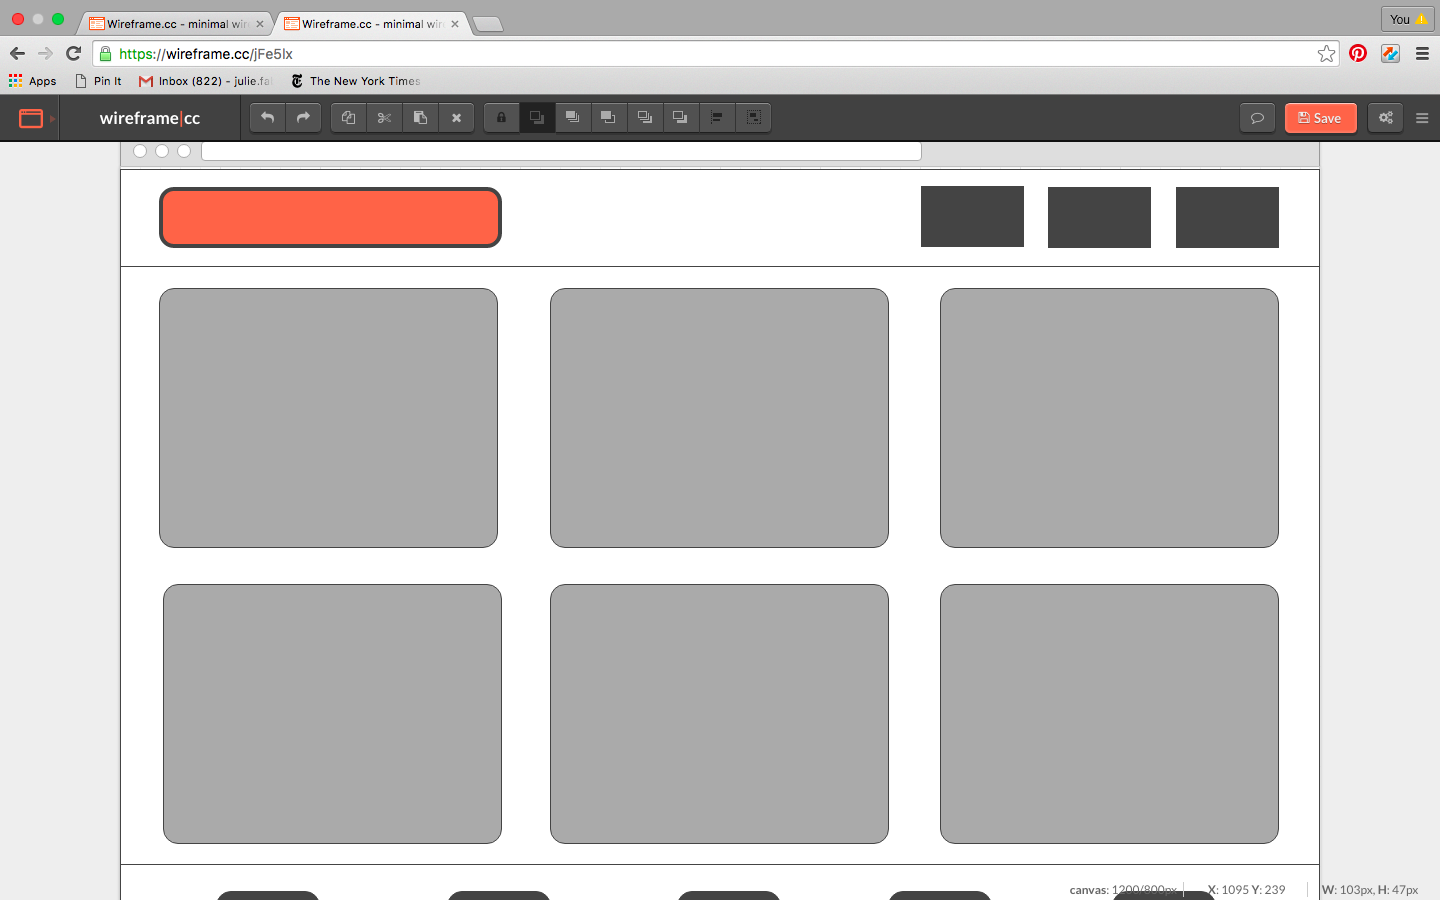 Wireframe.cc - minimal wir
Wireframe.cc - minimal wir
You
https://wireframe.cc/jFe5lx
Apps
Pin It
Inbox (822) - julie.fa
The New York Times
wireframe|cc
Save
canvas: 1200/800px
X: 1095 Y: 239
W: 103px, H: 47px